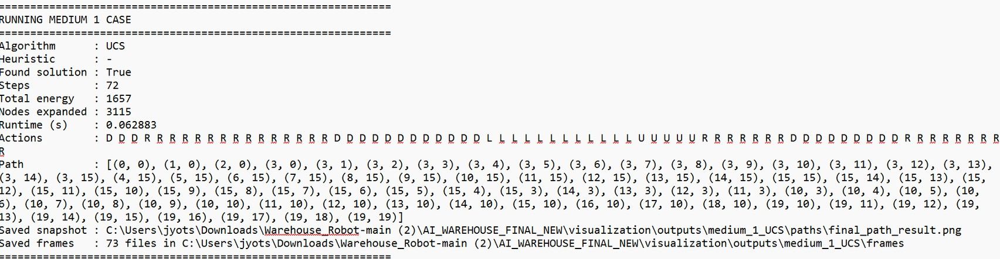 ==============================================================
RUNNING MEDIUM 1 CASE
==============================================================
Algorithm      : UCS
Heuristic      : -
Found solution : True
Steps          : 72
Total energy   : 1657
Nodes expanded : 3115
Runtime (s)    : 0.062883
Actions        : D D D R R R R R R R R R R R R R R R D D D D D D D D D D D D L L L L L L L L L L L L U U U U U R R R R R R R D D D D D D D D D R R R R R R R R
R
Path           : [(0, 0), (1, 0), (2, 0), (3, 0), (3, 1), (3, 2), (3, 3), (3, 4), (3, 5), (3, 6), (3, 7), (3, 8), (3, 9), (3, 10), (3, 11), (3, 12), (3, 13),
(3, 14), (3, 15), (4, 15), (5, 15), (6, 15), (7, 15), (8, 15), (9, 15), (10, 15), (11, 15), (12, 15), (13, 15), (14, 15), (15, 15), (15, 14), (15, 13), (15,
12), (15, 11), (15, 10), (15, 9), (15, 8), (15, 7), (15, 6), (15, 5), (15, 4), (15, 3), (14, 3), (13, 3), (12, 3), (11, 3), (10, 3), (10, 4), (10, 5), (10,
6), (10, 7), (10, 8), (10, 9), (10, 10), (11, 10), (12, 10), (13, 10), (14, 10), (15, 10), (16, 10), (17, 10), (18, 10), (19, 10), (19, 11), (19, 12), (19,
13), (19, 14), (19, 15), (19, 16), (19, 17), (19, 18), (19, 19)]
Saved snapshot : C:\Users\jyots\Downloads\Warehouse_Robot-main (2)\AI_WAREHOUSE_FINAL_NEW\visualization\outputs\medium_1_UCS\paths\final_path_result.png
Saved frames   : 73 files in C:\Users\jyots\Downloads\Warehouse_Robot-main (2)\AI_WAREHOUSE_FINAL_NEW\visualization\outputs\medium_1_UCS\frames
==============================================================